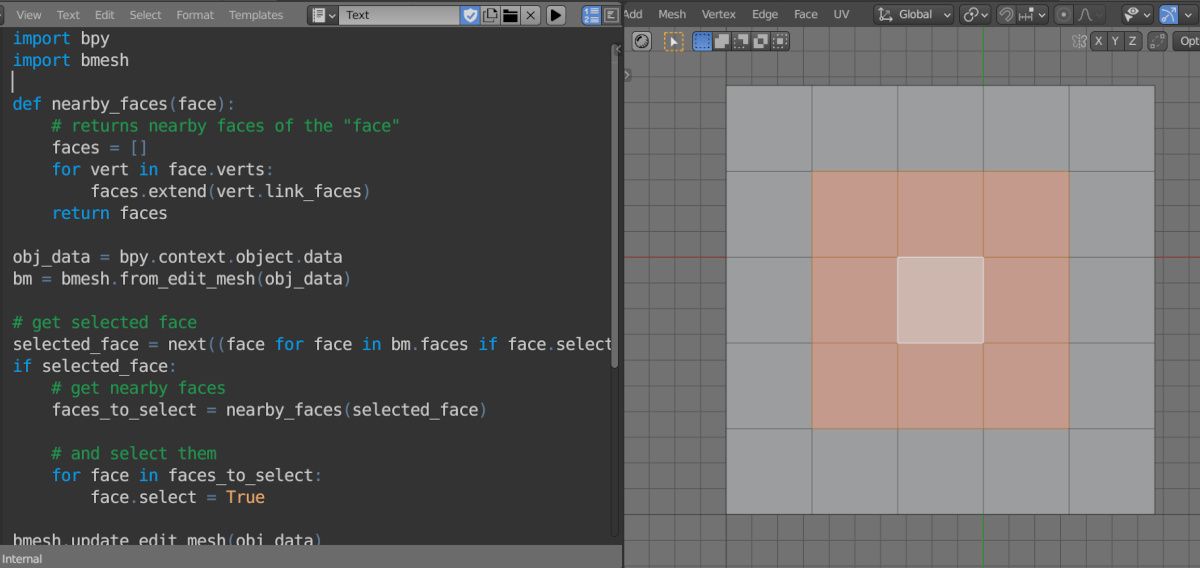 View Text Edit Select Format Templates Text
Add Mesh Vertex Edge Face UV Global
X Y Z Opt
import bpy
import bmesh
def nearby_faces(face):
# returns nearby faces of the "face"
faces = []
for vert in face.verts:
faces.extend(vert.link_faces)
return faces
obj_data = bpy.context.object.data
bm = bmesh.from_edit_mesh(obj_data)
# get selected face
selected_face = next((face for face in bm.faces if face.select
if selected_face:
# get nearby faces
faces_to_select = nearby_faces(selected_face)
# and select them
for face in faces_to_select:
face.select = True
bmesh.update_edit_mesh(obj_data)
Internal